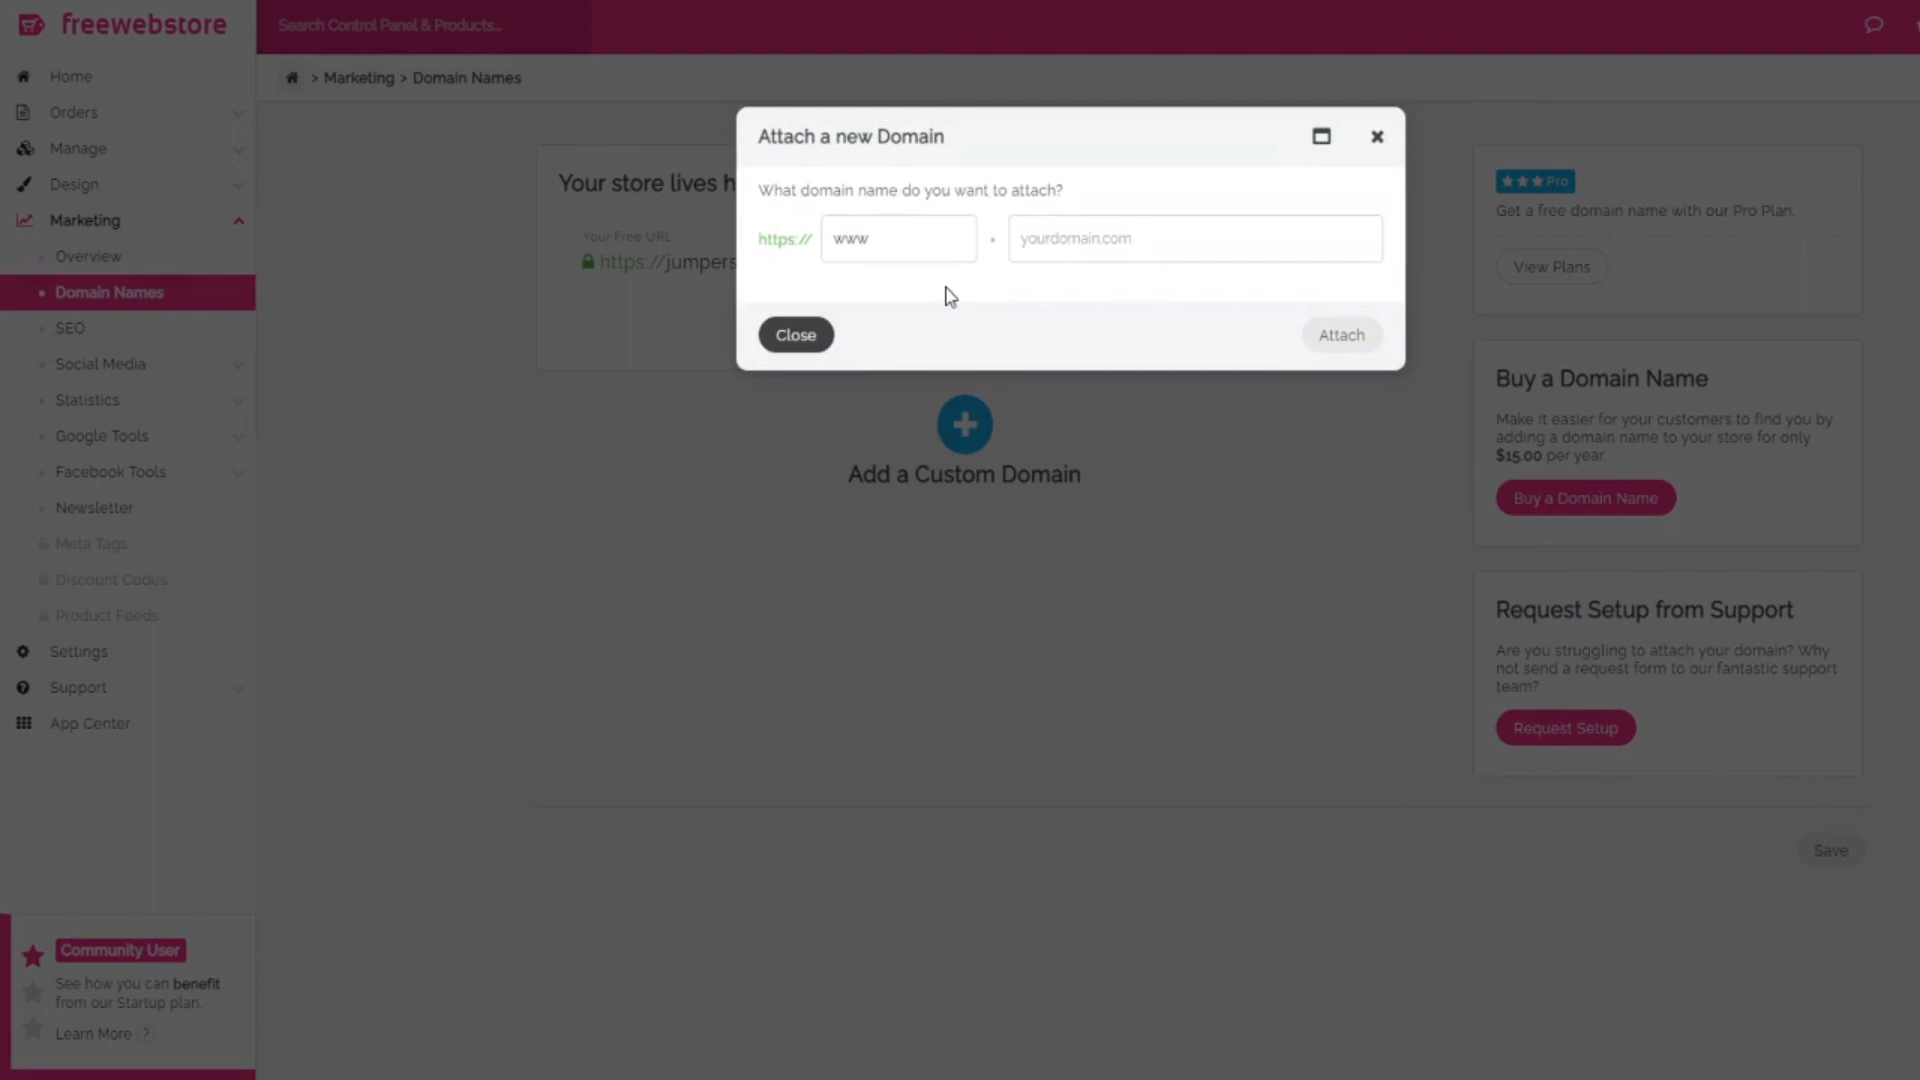 freewebstore
Search Control Panel & Products...
Home
Orders
Manage
Design
Marketing
Overview
Domain Names
SEO
Social Media
Statistics
Google Tools
Facebook Tools
Newsletter
Meta Tags
Discount Codes
Product Feeds
Settings
Support
App Center
Community User
See how you can benefit
from our Startup plan.
Learn More ?
> Marketing > Domain Names
Your store lives h
Your Free URL
https://jumpers
Attach a new Domain
What domain name do you want to attach?
https:// www . yourdomain.com
Close
Attach
Add a Custom Domain
Pro
Get a free domain name with our Pro Plan.
View Plans
Buy a Domain Name
Make it easier for your customers to find you by
adding a domain name to your store for only
$15.00 per year.
Buy a Domain Name
Request Setup from Support
Are you struggling to attach your domain? Why
not send a request form to our fantastic support
team?
Request Setup
Save